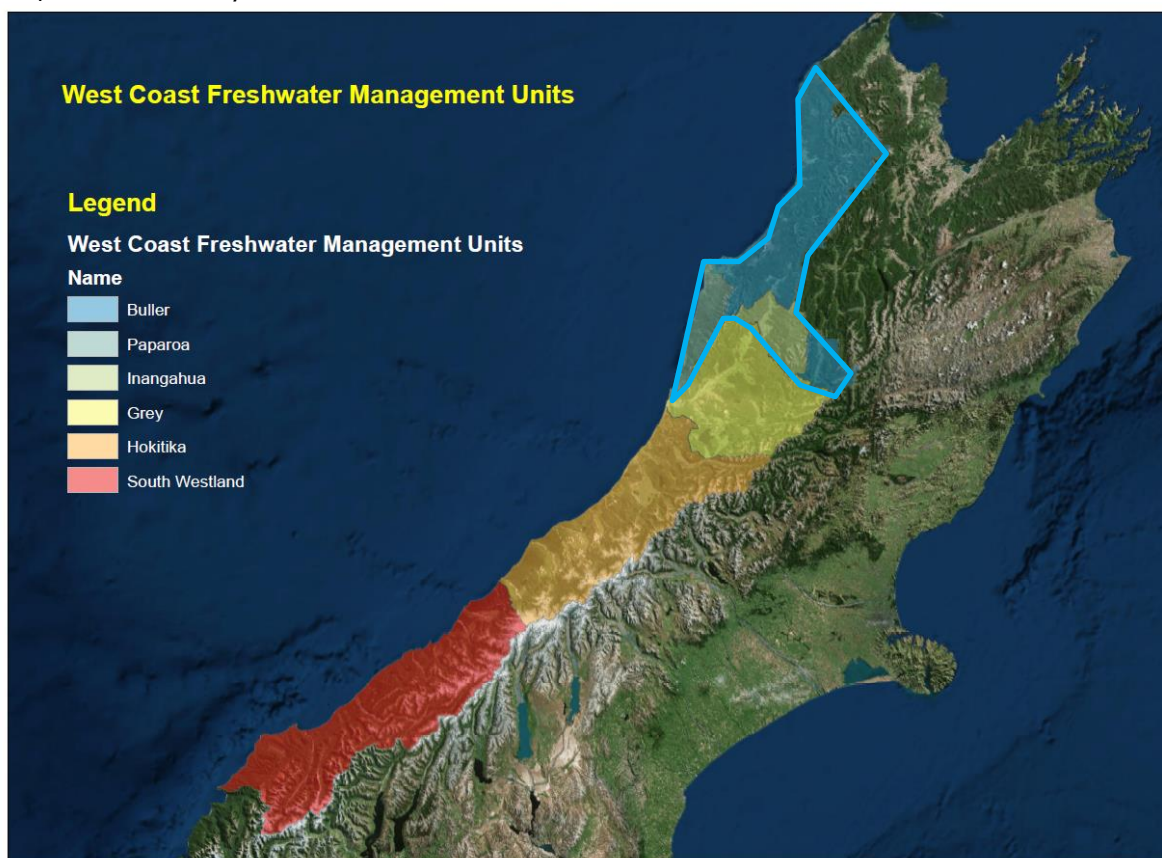 West Coast Freshwater Management Units
Legend
West Coast Freshwater Management Units
Name
Buller
Paparoa
Inangahua
Grey
Hokitika
South Westland